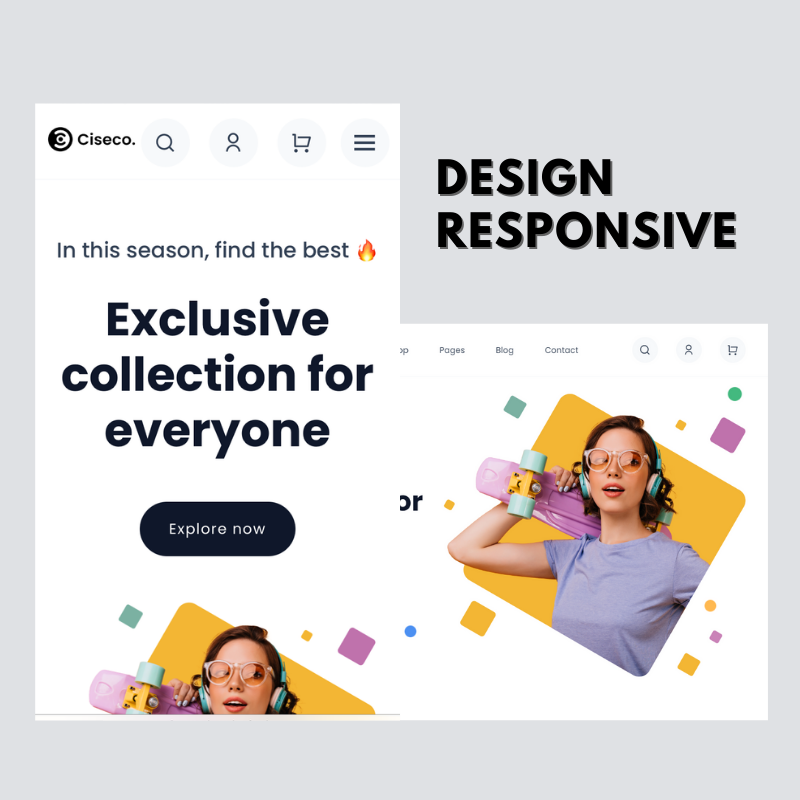 Ciseco.
In this season, find the best 🔥
Exclusive
collection for
everyone
Explore now
DESIGN
RESPONSIVE
op Pages Blog Contact
or